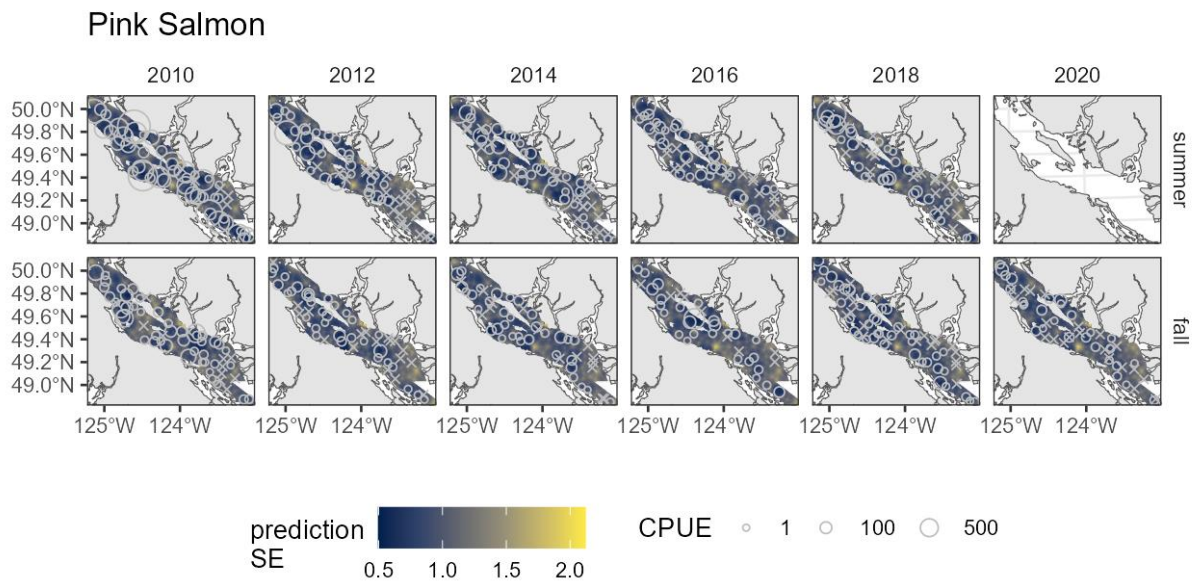 Pink Salmon
2010 2012 2014 2016 2018 2020
50.0°N
49.8°N
49.6°N
49.4°N
49.2°N
49.0°N
summer
50.0°N
49.8°N
49.6°N
49.4°N
49.2°N
49.0°N
fall
125°W 124°W 125°W 124°W 125°W 124°W 125°W 124°W 125°W 124°W 125°W 124°W
prediction
SE
0.5 1.0 1.5 2.0
CPUE 1 100 500